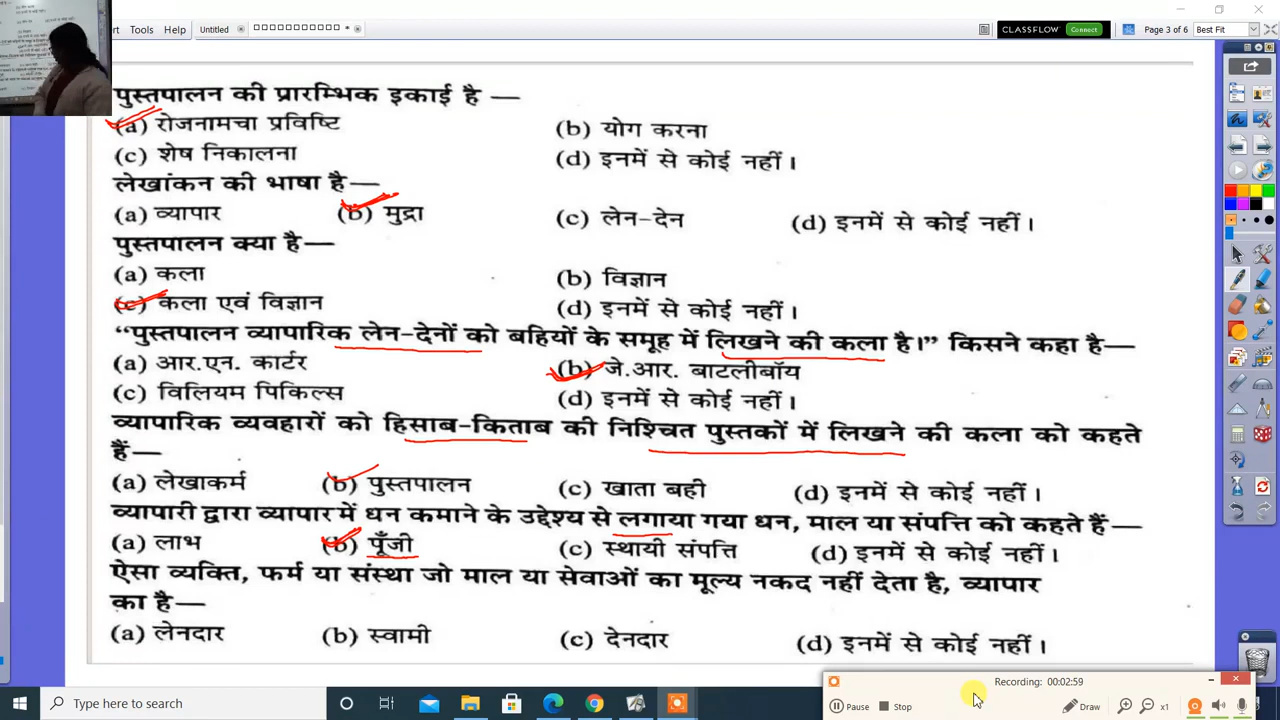 rt Tools Help Untitled
CLASSFLOW Connect Page 3 of 6 Best Fit
पुस्तपालन की प्रारम्भिक इकाई है —
(a) रोजनामचा प्रविष्टि (b) योग करना
(c) शेष निकालना (d) इनमें से कोई नहीं।
लेखांकन की भाषा है—
(a) व्यापार (b) मुद्रा (c) लेन-देन (d) इनमें से कोई नहीं।
पुस्तपालन क्या है—
(a) कला (b) विज्ञान
(c) कला एवं विज्ञान (d) इनमें से कोई नहीं।
“पुस्तपालन व्यापारिक लेन-देनों को बहियों के समूह में लिखने की कला है।” किसने कहा है—
(a) आर.एन. कार्टर (b) जे.आर. बाटलीबॉय
(c) विलियम पिकिल्स (d) इनमें से कोई नहीं।
व्यापारिक व्यवहारों को हिसाब-किताब की निश्चित पुस्तकों में लिखने की कला को कहते
हैं—
(a) लेखाकर्म (b) पुस्तपालन (c) खाता बही (d) इनमें से कोई नहीं।
व्यापारी द्वारा व्यापार में धन कमाने के उद्देश्य से लगाया गया धन, माल या संपत्ति को कहते हैं—
(a) लाभ (b) पूँजी (c) स्थायी संपत्ति (d) इनमें से कोई नहीं।
ऐसा व्यक्ति, फर्म या संस्था जो माल या सेवाओं का मूल्य नकद नहीं देता है, व्यापार
का है—
(a) लेनदार (b) स्वामी (c) देनदार (d) इनमें से कोई नहीं।
Recording: 00:02:59
Pause Stop Draw x1
Type here to search